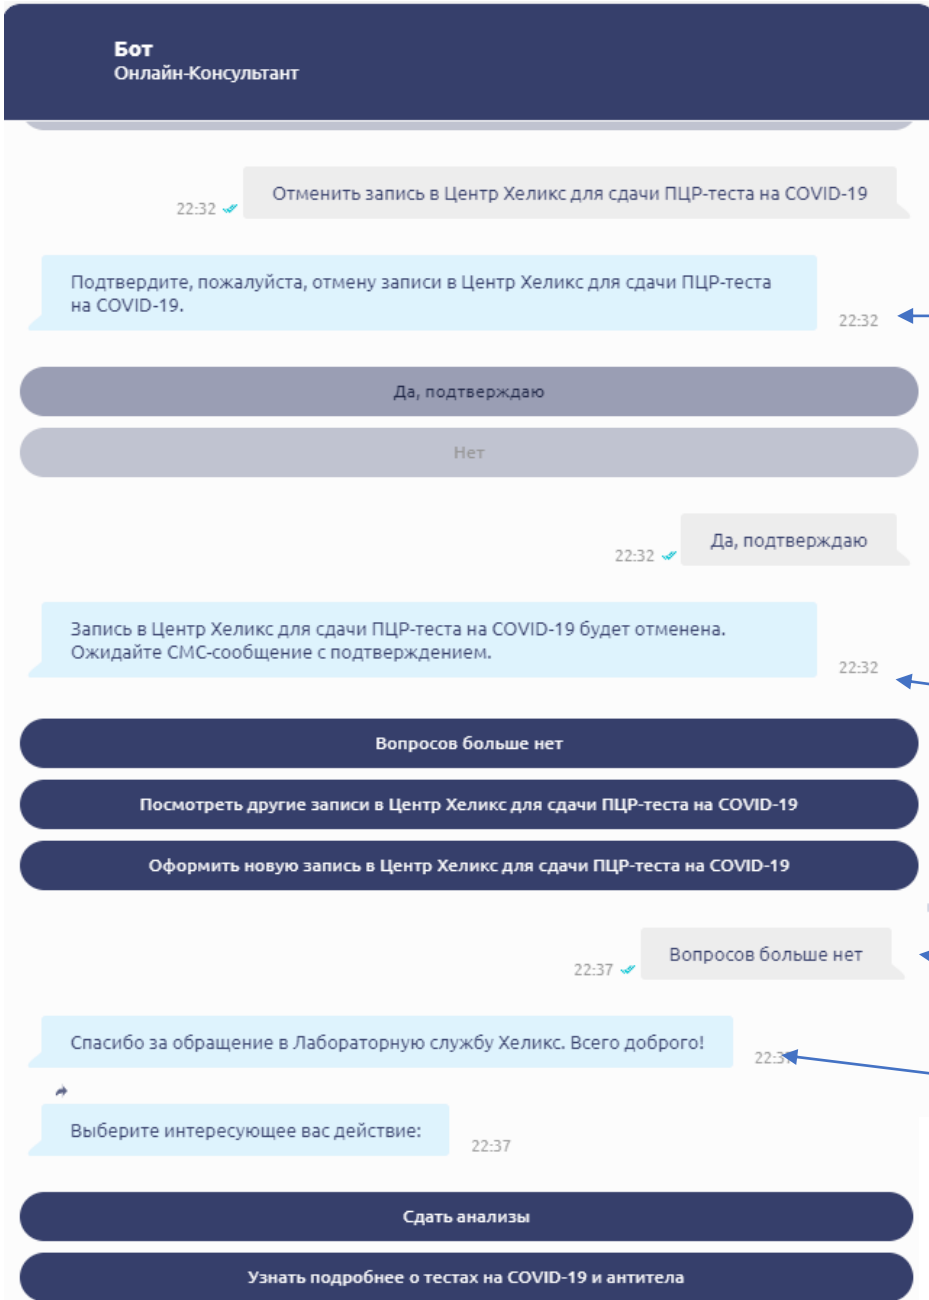 Бот
Онлайн-Консультант
Отменить запись в Центр Хеликс для сдачи ПЦР-теста на COVID-19
22:32
Подтвердите, пожалуйста, отмену записи в Центр Хеликс для сдачи ПЦР-теста
на COVID-19.
22:32
Да, подтверждаю
Нет
Да, подтверждаю
22:32
Запись в Центр Хеликс для сдачи ПЦР-теста на COVID-19 будет отменена.
Ожидайте СМС-сообщение с подтверждением.
22:32
Вопросов больше нет
Посмотреть другие записи в Центр Хеликс для сдачи ПЦР-теста на COVID-19
Оформить новую запись в Центр Хеликс для сдачи ПЦР-теста на COVID-19
Вопросов больше нет
22:37
Спасибо за обращение в Лабораторную службу Хеликс. Всего доброго!
Выберите интересующее вас действие:
22:37
Сдать анализы
Узнать подробнее о тестах на COVID-19 и антитела